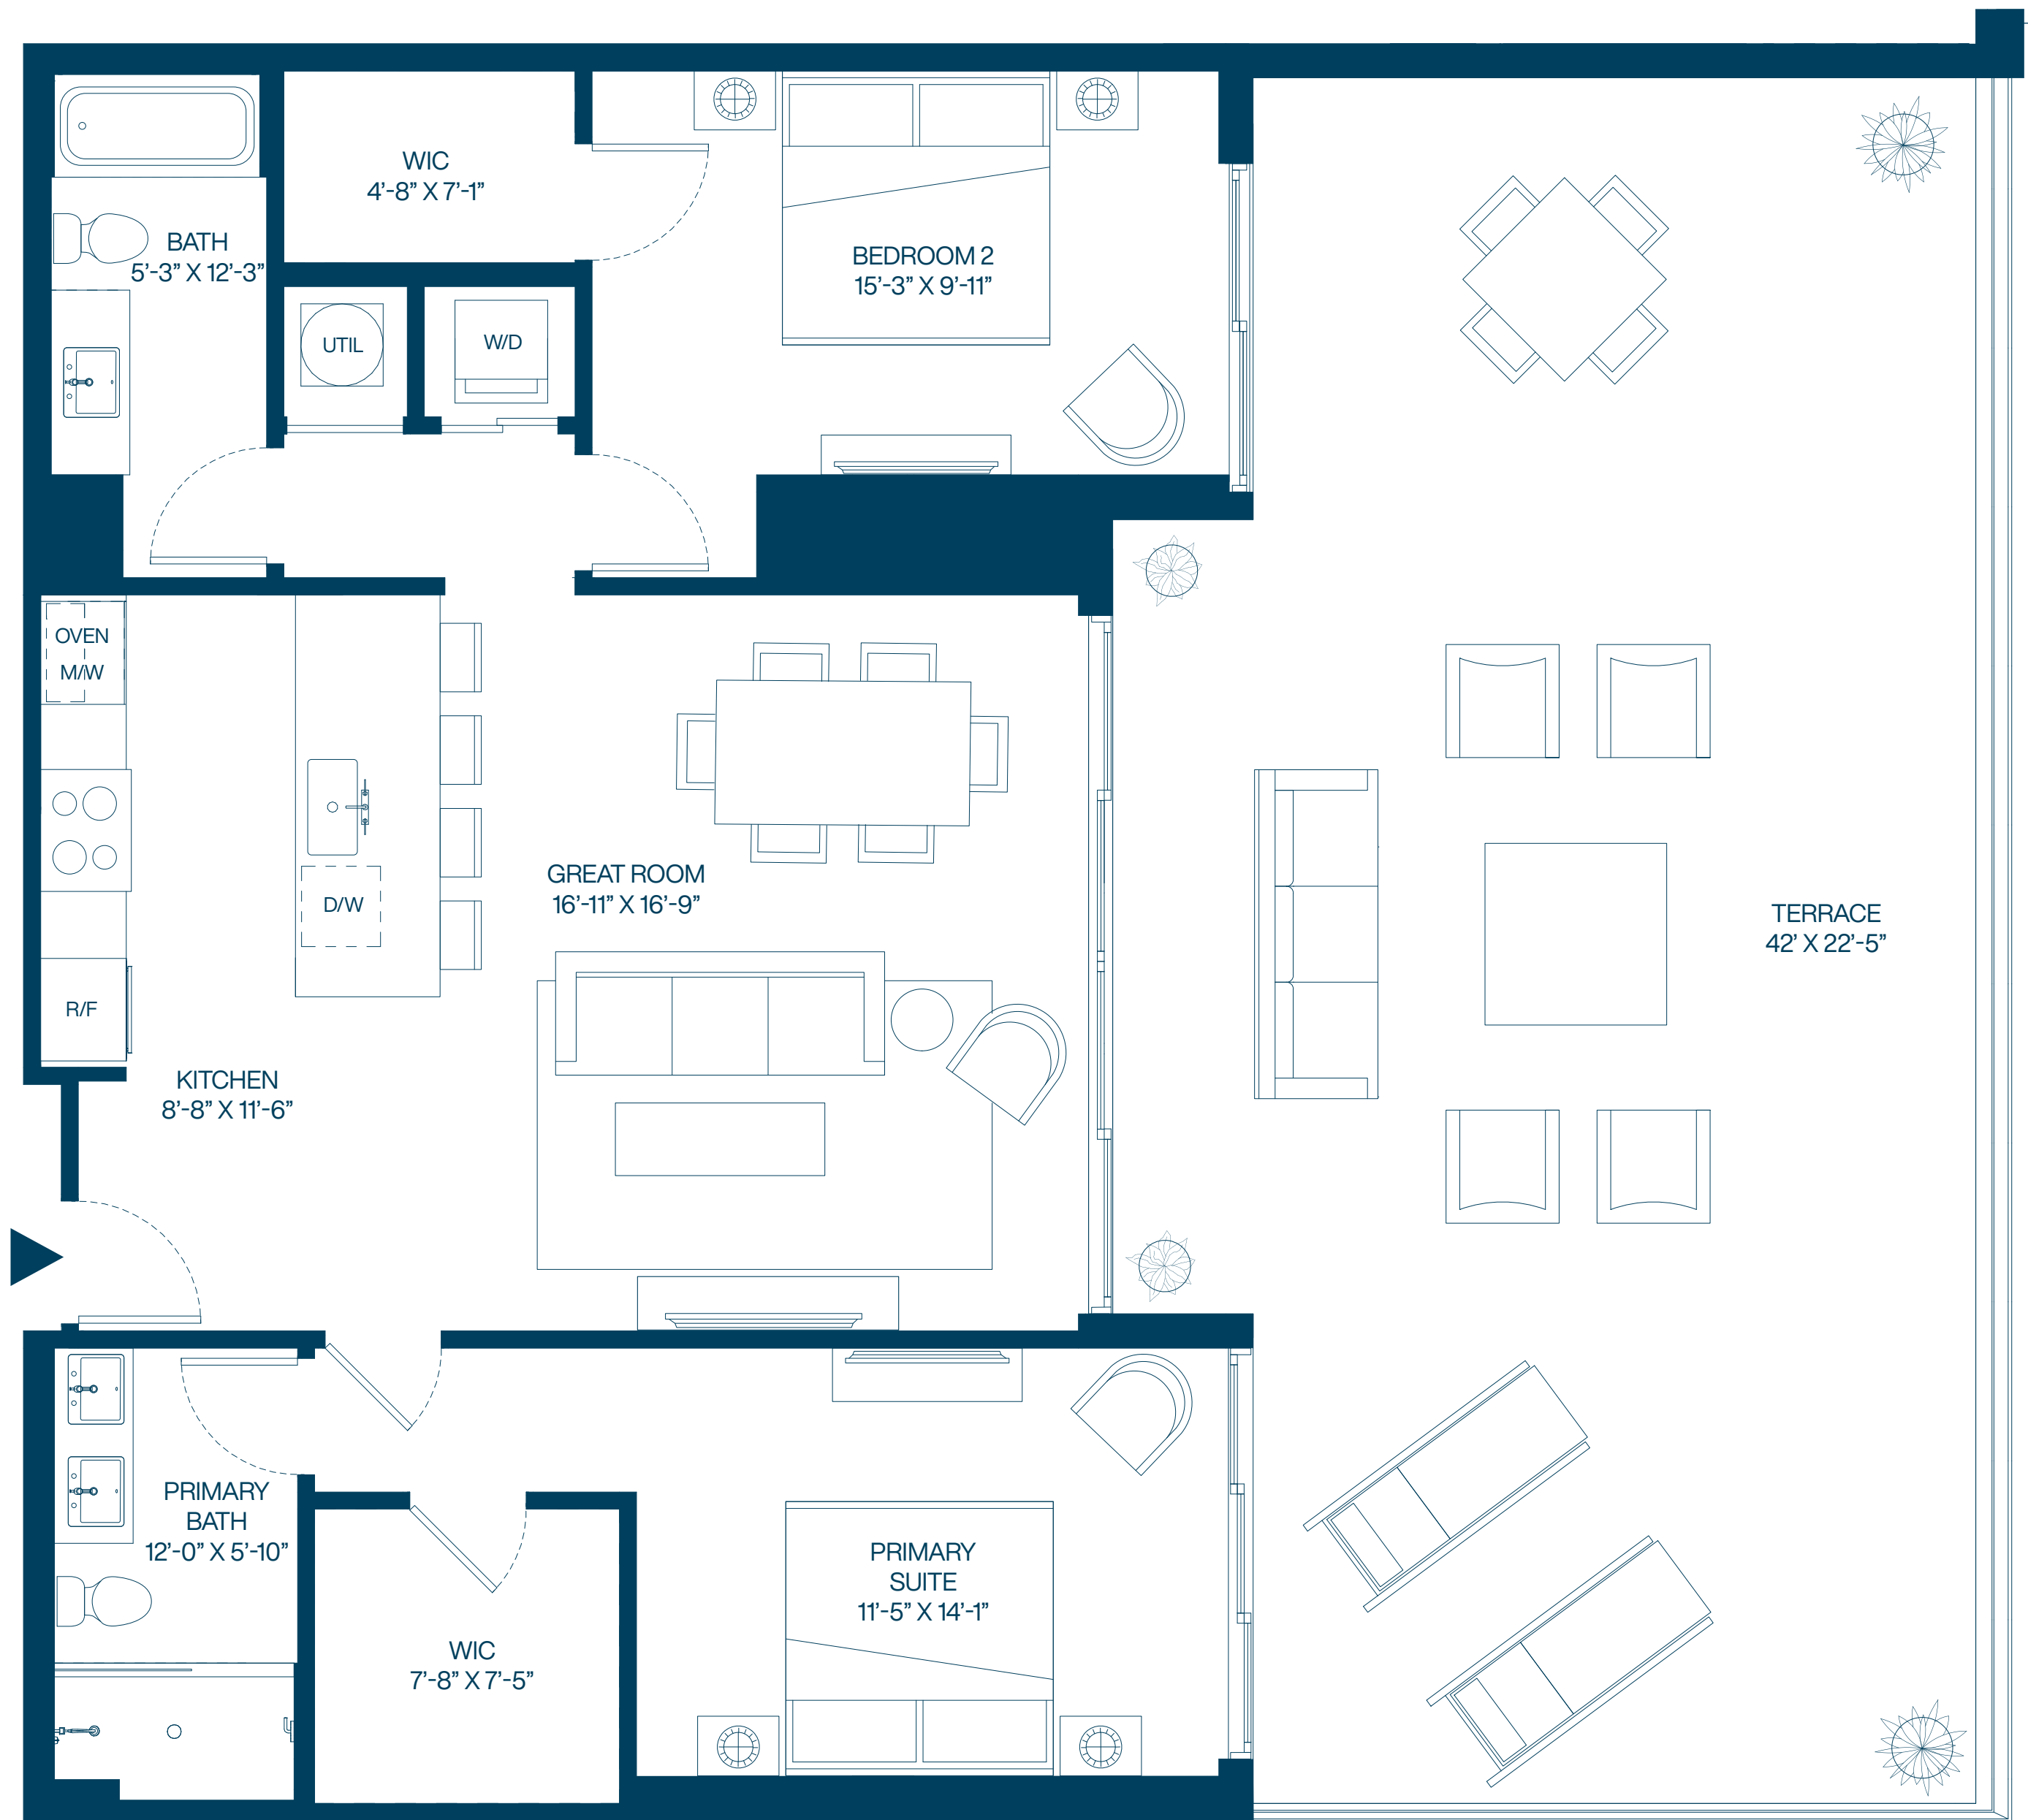 WIC
4’-8” X 7’-1”
BATH
5’-3” X 12’-3”
BEDROOM 2
15’-3” X 9’-11”
UTIL
W/D
OVEN
M/W
GREAT ROOM
16’-11” X 16’-9”
D/W
TERRACE
42’ X 22’-5”
R/F
KITCHEN
8’-8” X 11’-6”
PRIMARY
BATH
12’-0” X 5’-10”
PRIMARY
SUITE
11’-5” X 14’-1”
WIC
7’-8” X 7’-5”